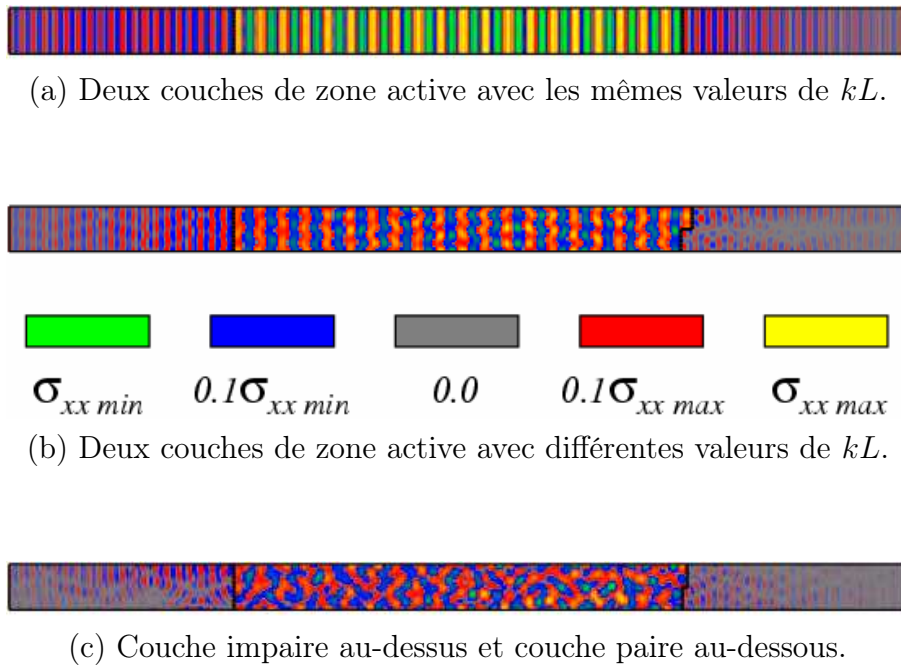 (a) Deux couches de zone active avec les mêmes valeurs de kL.
σxx min 0.1σxx min 0.0 0.1σxx max σxx max
(b) Deux couches de zone active avec différentes valeurs de kL.
(c) Couche impaire au-dessus et couche paire au-dessous.